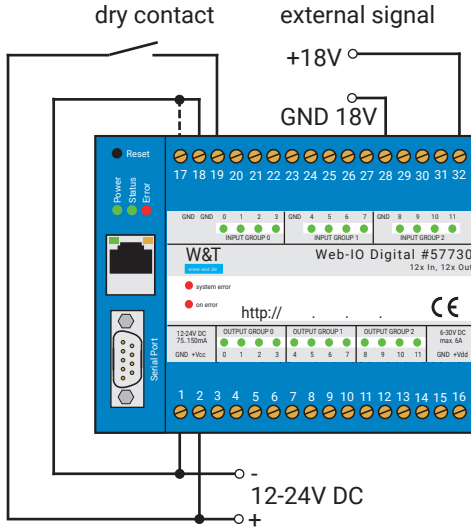 dry contact external signal
+18V
GND 18V
Reset
Power Status Error
17 18 19 20 21 22 23 24 25 26 27 28 29 30 31 32
GND GND 0 1 2 3 GND 4 5 6 7 GND 8 9 10 11
INPUT GROUP 0 INPUT GROUP 1 INPUT GROUP 2
W&T Web-IO Digital #57730
www.wut.de 12x In, 12x Out
system error
on error
http:// . . . CE
12-24V DC OUTPUT GROUP 0 OUTPUT GROUP 1 OUTPUT GROUP 2 6-30V DC
75..150mA max. 6A
GND +Vcc 0 1 2 3 4 5 6 7 8 9 10 11 GND +Vdd
Serial Port
1 2 3 4 5 6 7 8 9 10 11 12 13 14 15 16
-
12-24V DC
+